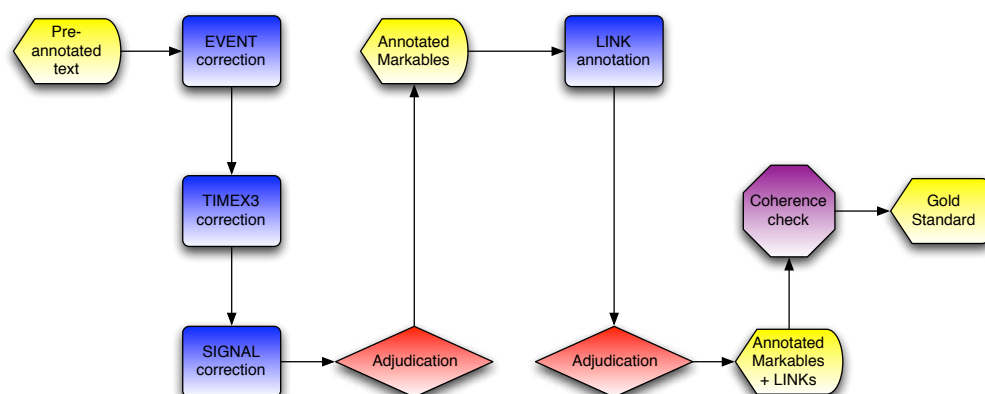 Pre-
annotated
text
EVENT
correction
TIMEX3
correction
SIGNAL
correction
Adjudication
Annotated
Markables
LINK
annotation
Adjudication
Annotated
Markables
+ LINKs
Coherence
check
Gold
Standard